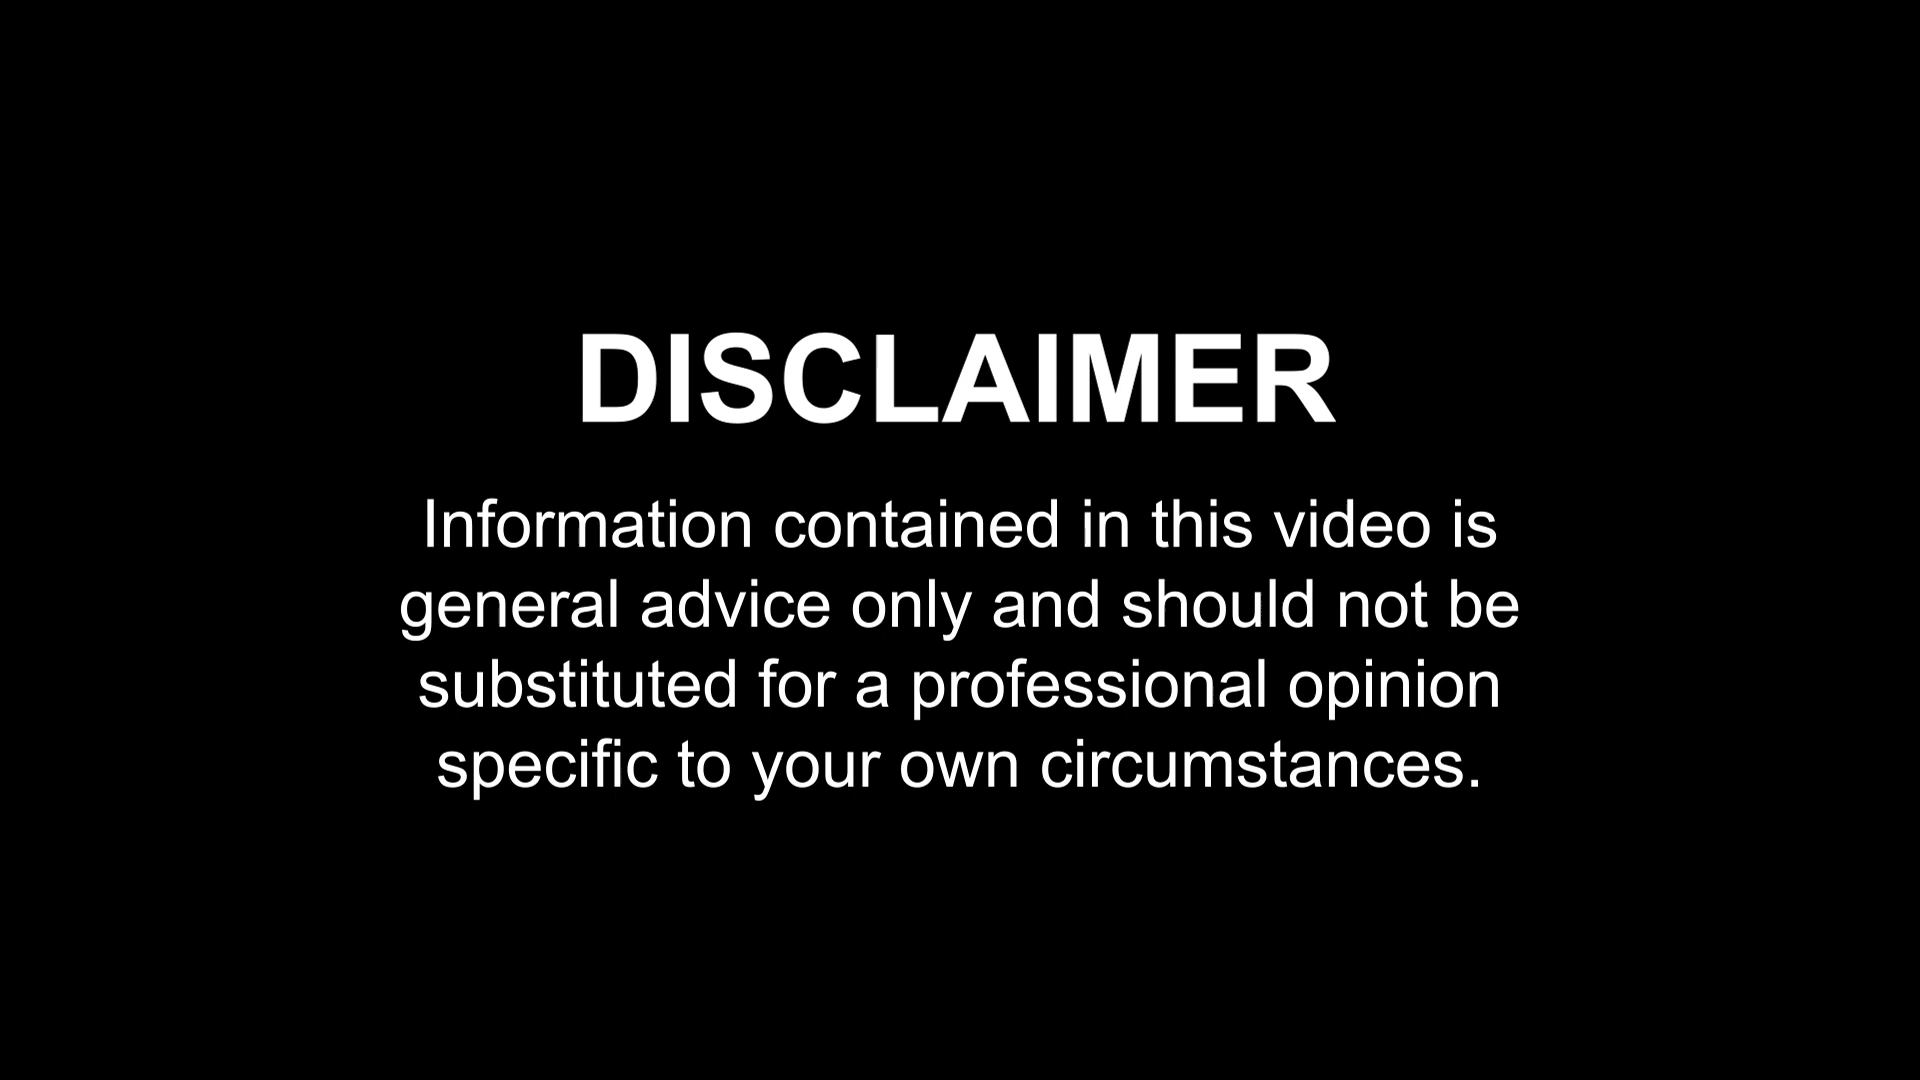 DISCLAIMER
Information contained in this video is
general advice only and should not be
substituted for a professional opinion
specific to your own circumstances.